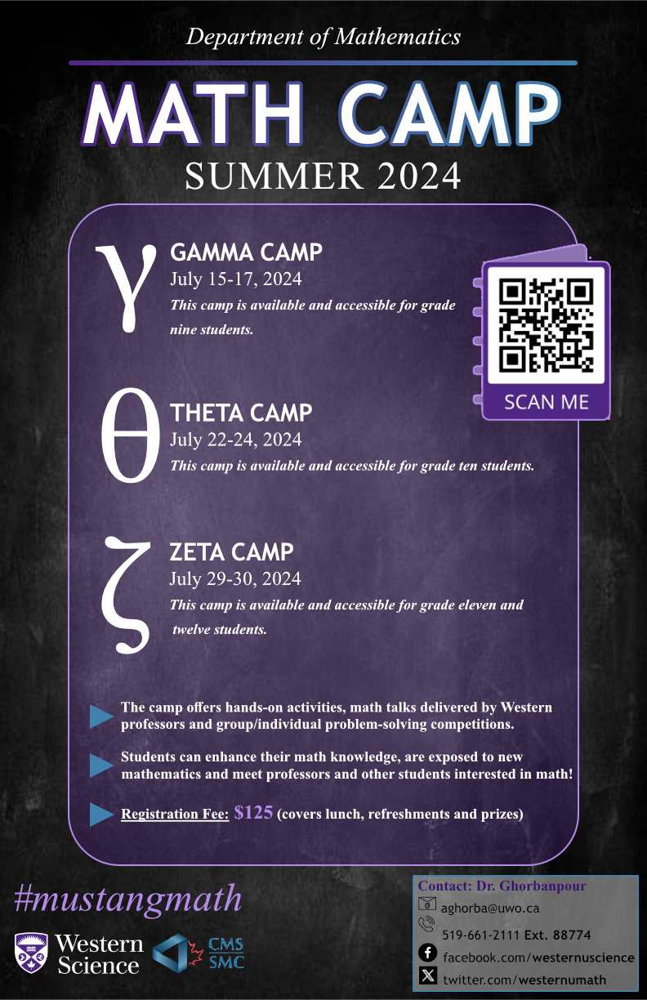 Department of Mathematics
MATH CAMP
SUMMER 2024
γ
GAMMA CAMP
July 15-17, 2024
This camp is available and accessible for grade
nine students.
SCAN ME
θ
THETA CAMP
July 22-24, 2024
This camp is available and accessible for grade ten students.
ζ
ZETA CAMP
July 29-30, 2024
This camp is available and accessible for grade eleven and
twelve students.
The camp offers hands-on activities, math talks delivered by Western
professors and group/individual problem-solving competitions.
Students can enhance their math knowledge, are exposed to new
mathematics and meet professors and other students interested in math!
Registration Fee: $125 (covers lunch, refreshments and prizes)
#mustangmath
Western
Science
CMS
SMC
Contact: Dr. Ghorbanpour
aghorba@uwo.ca
519-661-2111 Ext. 88774
facebook.com/westernuscience
twitter.com/westernumath